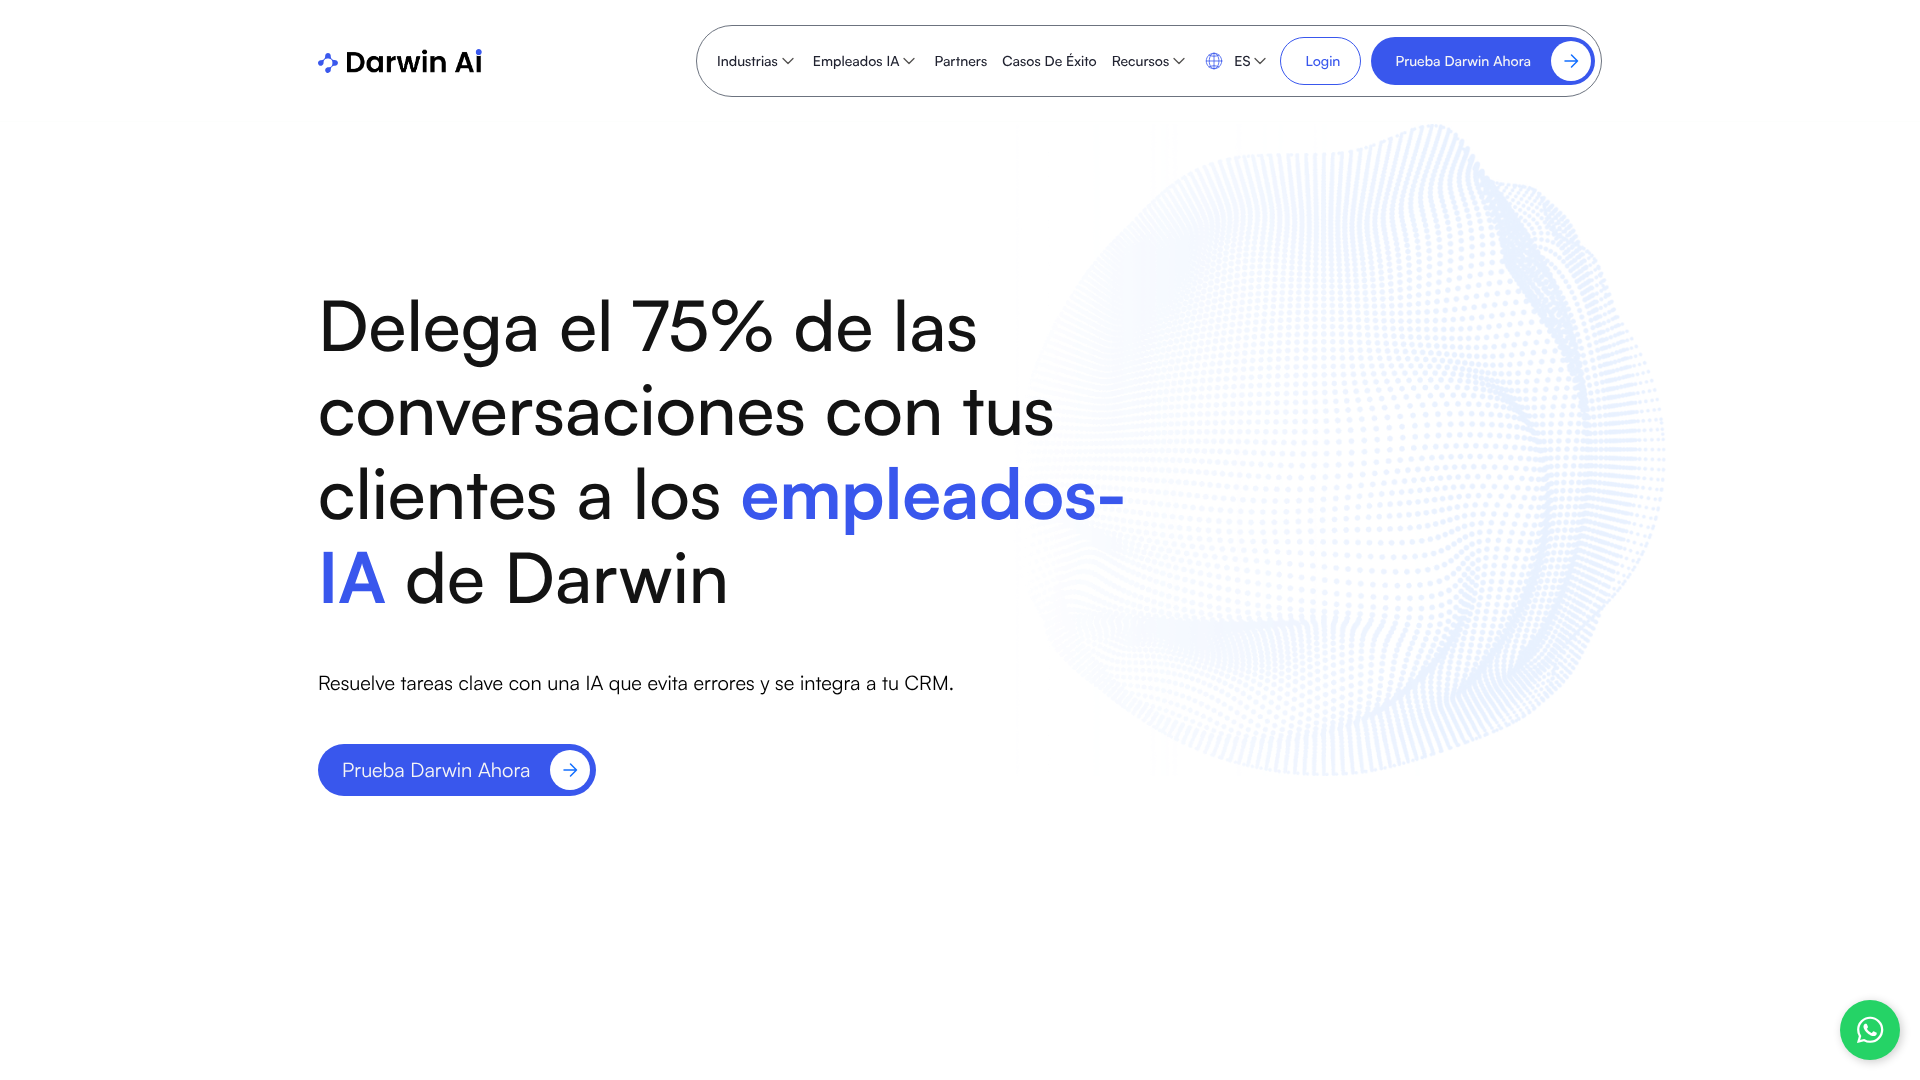 Darwin Ai
Industrias
Empleados IA
Partners
Casos De Éxito
Recursos
ES
Login
Prueba Darwin Ahora
Delega el 75% de las
conversaciones con tus
clientes a los empleados-
IA de Darwin
Resuelve tareas clave con una IA que evita errores y se integra a tu CRM.
Prueba Darwin Ahora